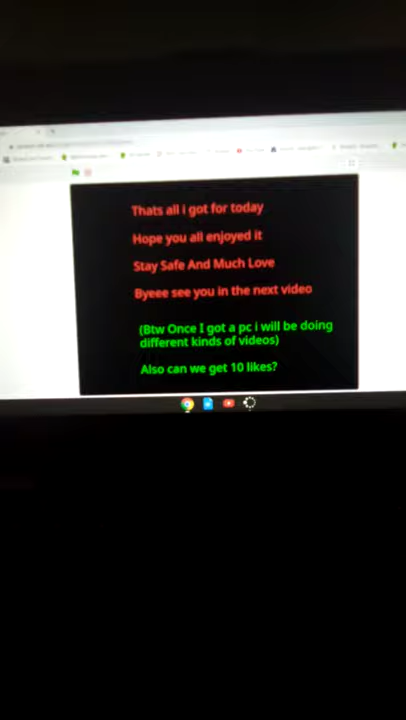 Thats all i got for today
Hope you all enjoyed it
Stay Safe And Much Love
Byeee see you in the next video
(Btw Once I got a pc i will be doing
different kinds of videos)
Also can we get 10 likes?